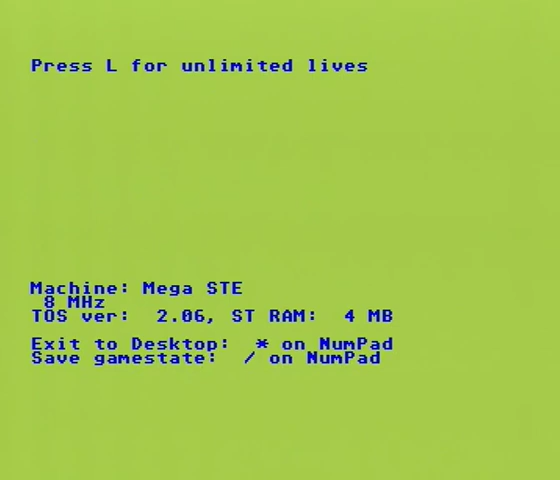 Press L for unlimited lives
Machine: Mega STE
8 MHz
TOS ver: 2.06, ST RAM: 4 MB
Exit to Desktop: * on NumPad
Save gamestate: / on NumPad